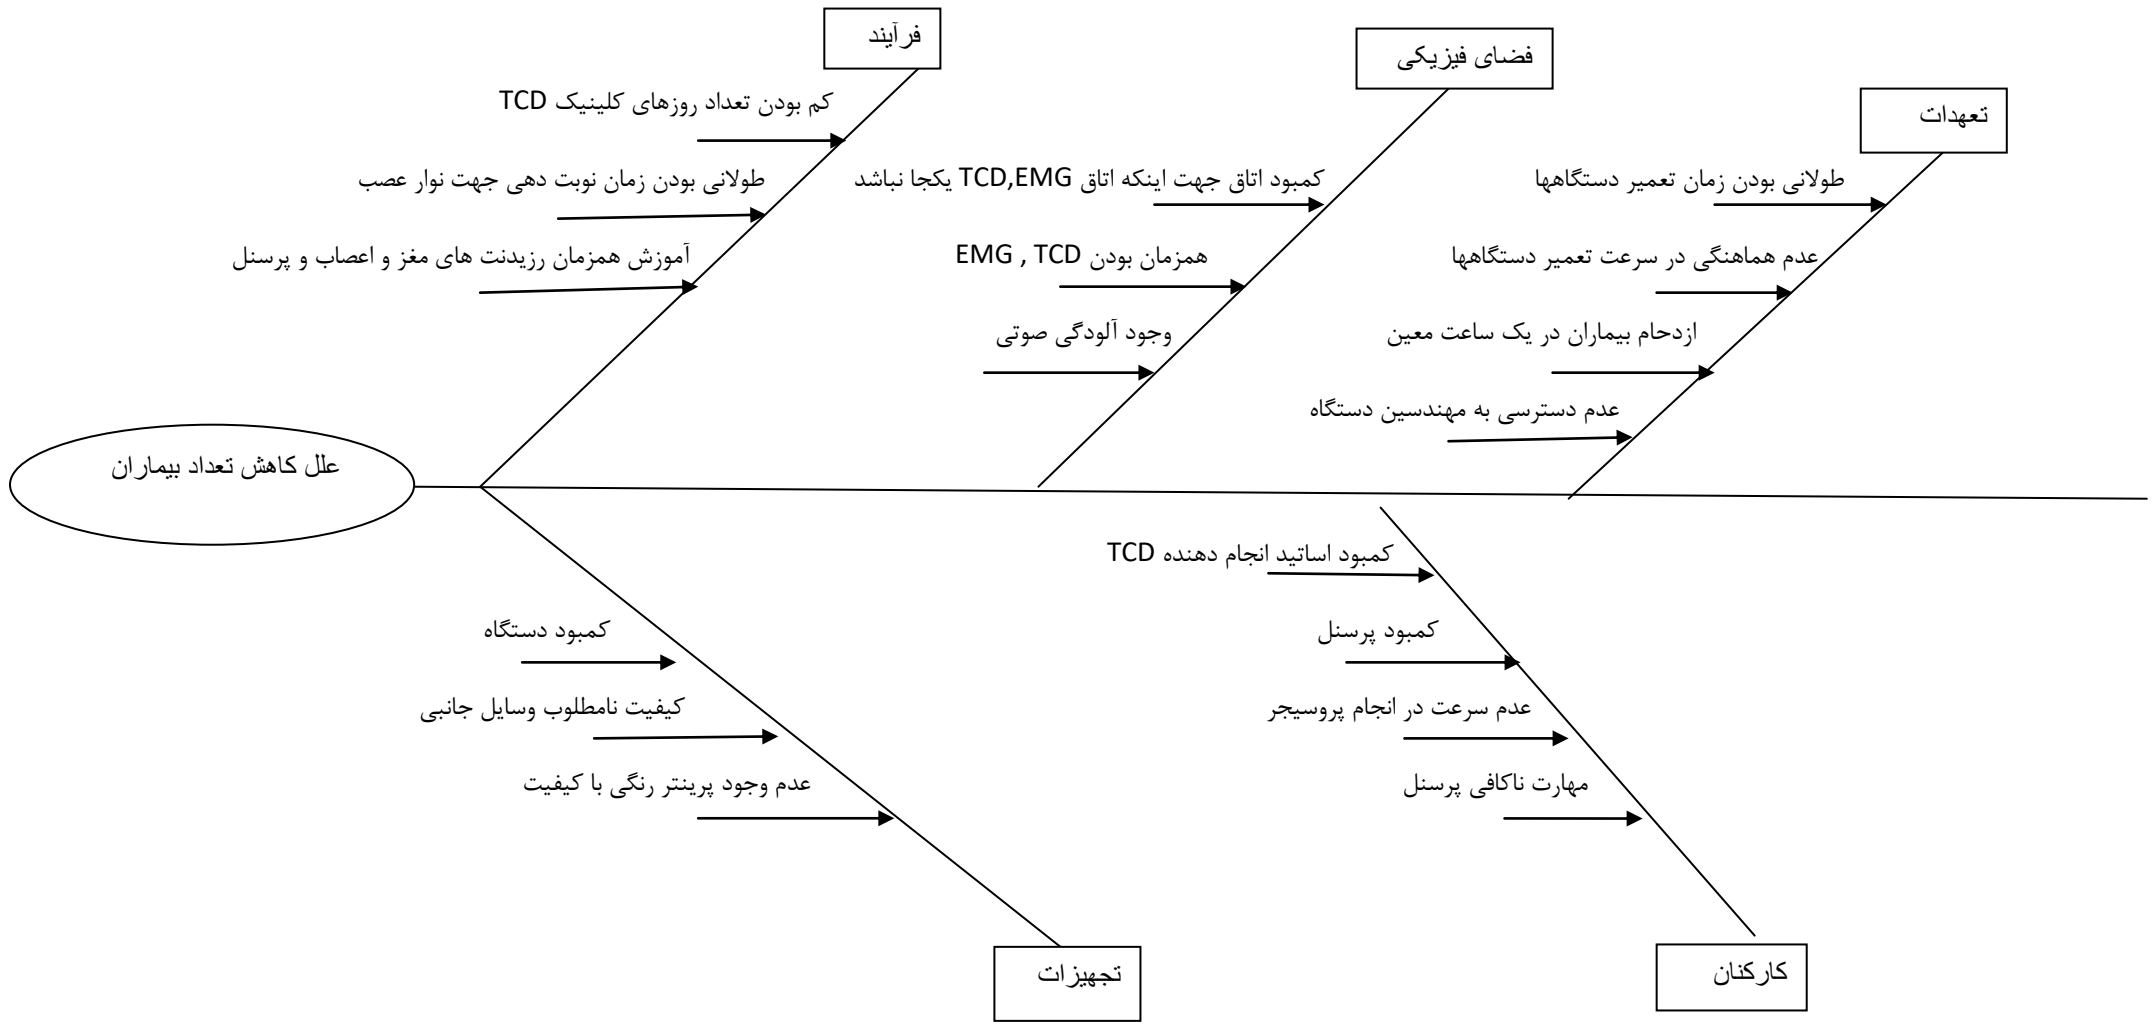 فرآیند
کم بودن تعداد روزهای کلینیک TCD
طولانی بودن زمان نوبت دهی جهت نوار عصب
آموزش همزمان رزیدنت های مغز و اعصاب و پرسنل
فضای فیزیکی
کمبود اتاق جهت اینکه اتاق TCD,EMG یکجا نباشد
همزمان بودن EMG , TCD
وجود آلودگی صوتی
تعهدات
طولانی بودن زمان تعمیر دستگاهها
عدم هماهنگی در سرعت تعمیر دستگاهها
ازدحام بیماران در یک ساعت معین
عدم دسترسی به مهندسین دستگاه
علل کاهش تعداد بیماران
کمبود دستگاه
کیفیت نامطلوب وسایل جانبی
عدم وجود پرینتر رنگی با کیفیت
تجهیزات
کمبود اساتید انجام دهنده TCD
کمبود پرسنل
عدم سرعت در انجام پروسیجر
مهارت ناکافی پرسنل
کارکنان